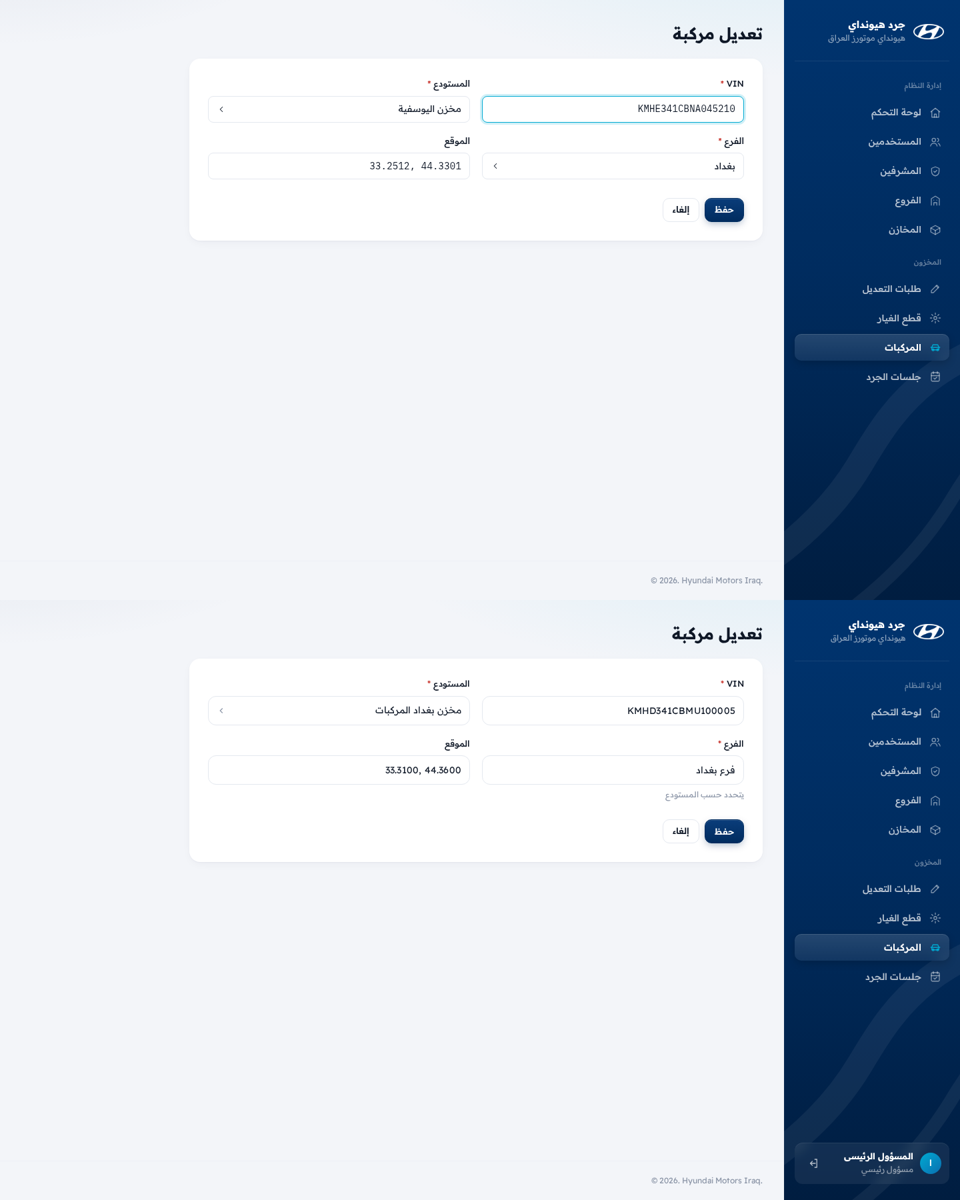 جرد هيونداي
هيونداي موتورز العراق
إدارة النظام
لوحة التحكم
المستخدمين
المشرفين
الفروع
المخازن
المخزون
طلبات التعديل
قطع الغيار
المركبات
جلسات الجرد
تعديل مركبة
VIN *
KMHE341CBNA045210
المستودع *
مخزن اليوسفية
الفرع *
بغداد
الموقع
33.2512, 44.3301
حفظ
إلغاء
© 2026. Hyundai Motors Iraq.
جرد هيونداي
هيونداي موتورز العراق
إدارة النظام
لوحة التحكم
المستخدمين
المشرفين
الفروع
المخازن
المخزون
طلبات التعديل
قطع الغيار
المركبات
جلسات الجرد
المسؤول الرئيسي
مسؤول رئيسي
ا
تعديل مركبة
VIN *
KMHD341CBMU100005
المستودع *
مخزن بغداد المركبات
الفرع *
فرع بغداد
يتحدد حسب المستودع
الموقع
33.3100, 44.3600
حفظ
إلغاء
© 2026. Hyundai Motors Iraq.